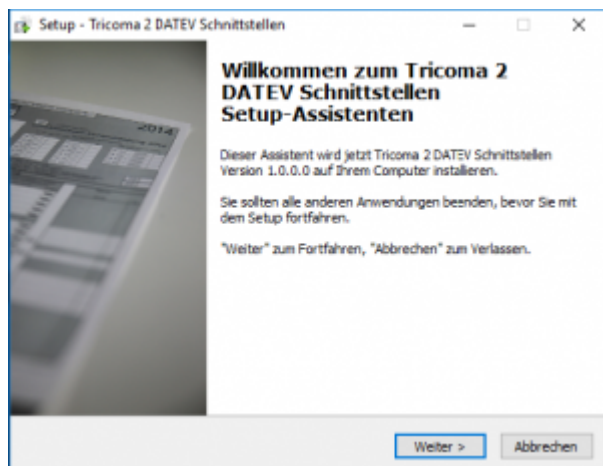 Setup - Tricoma 2 DATEV Schnittstellen
2014
Willkommen zum Tricoma 2
DATEV Schnittstellen
Setup-Assistenten
Dieser Assistent wird jetzt Tricoma 2 DATEV Schnittstellen
Version 1.0.0.0 auf Ihrem Computer installieren.
Sie sollten alle anderen Anwendungen beenden, bevor Sie mit
dem Setup fortfahren.
"Weiter" zum Fortfahren, "Abbrechen" zum Verlassen.
Weiter >
Abbrechen